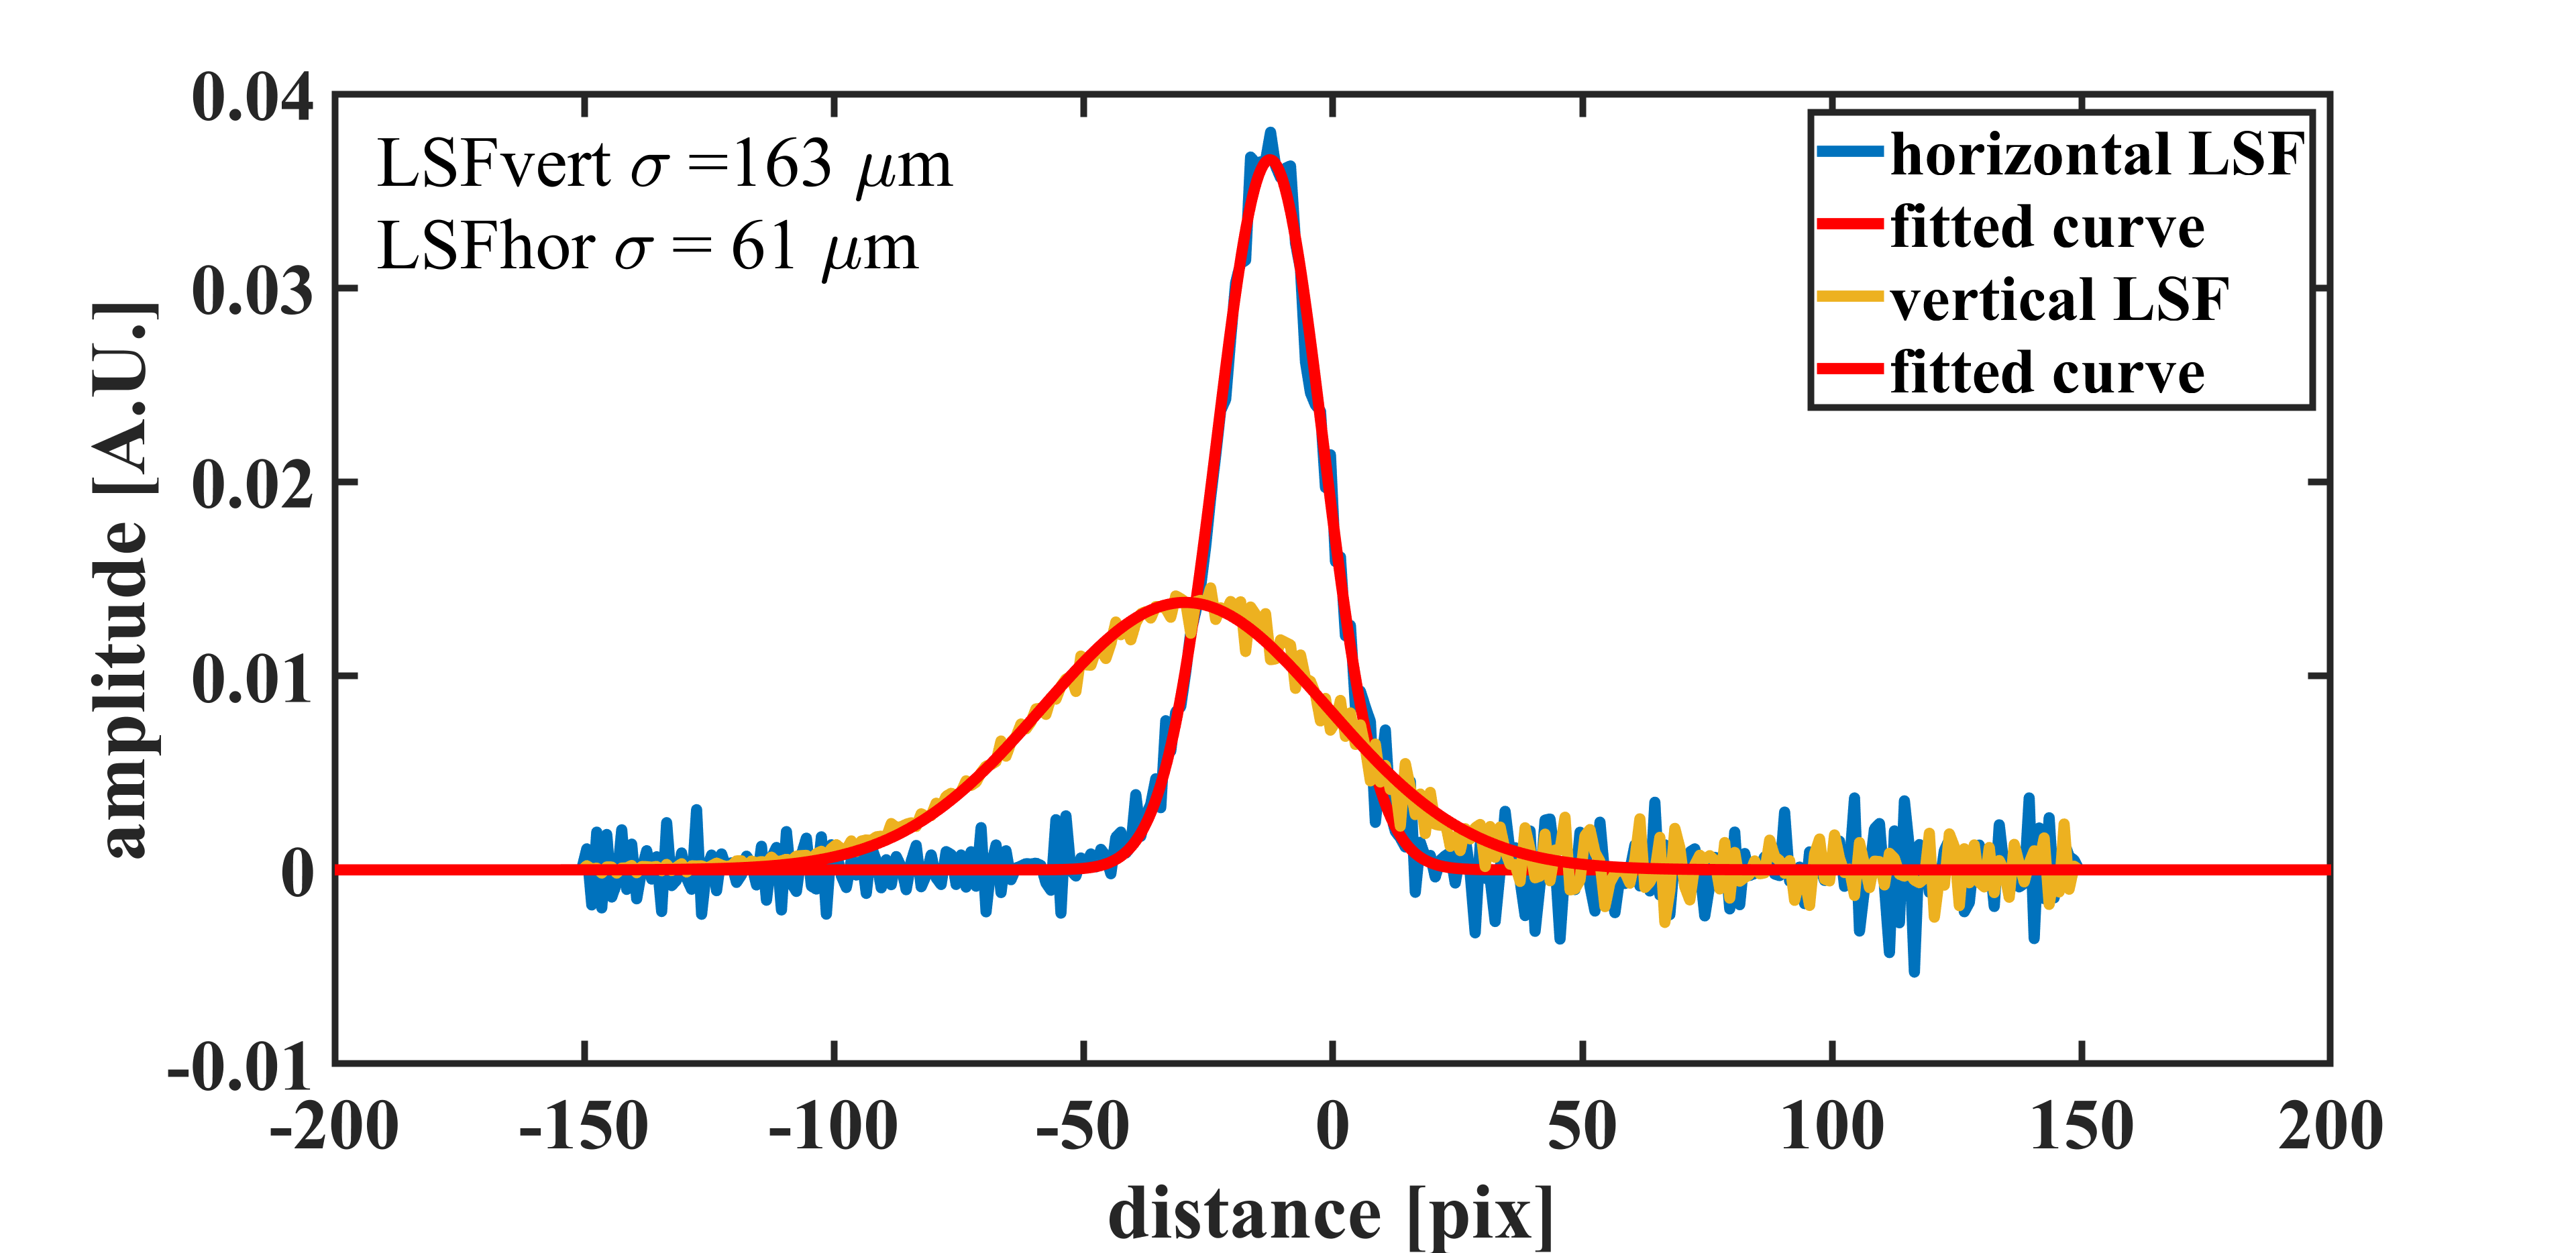 LSFvert σ =163 μm
LSFhor σ = 61 μm
horizontal LSF
fitted curve
vertical LSF
fitted curve
amplitude [A.U.]
0.04
0.03
0.02
0.01
0
-0.01
-200 -150 -100 -50 0 50 100 150 200
distance [pix]